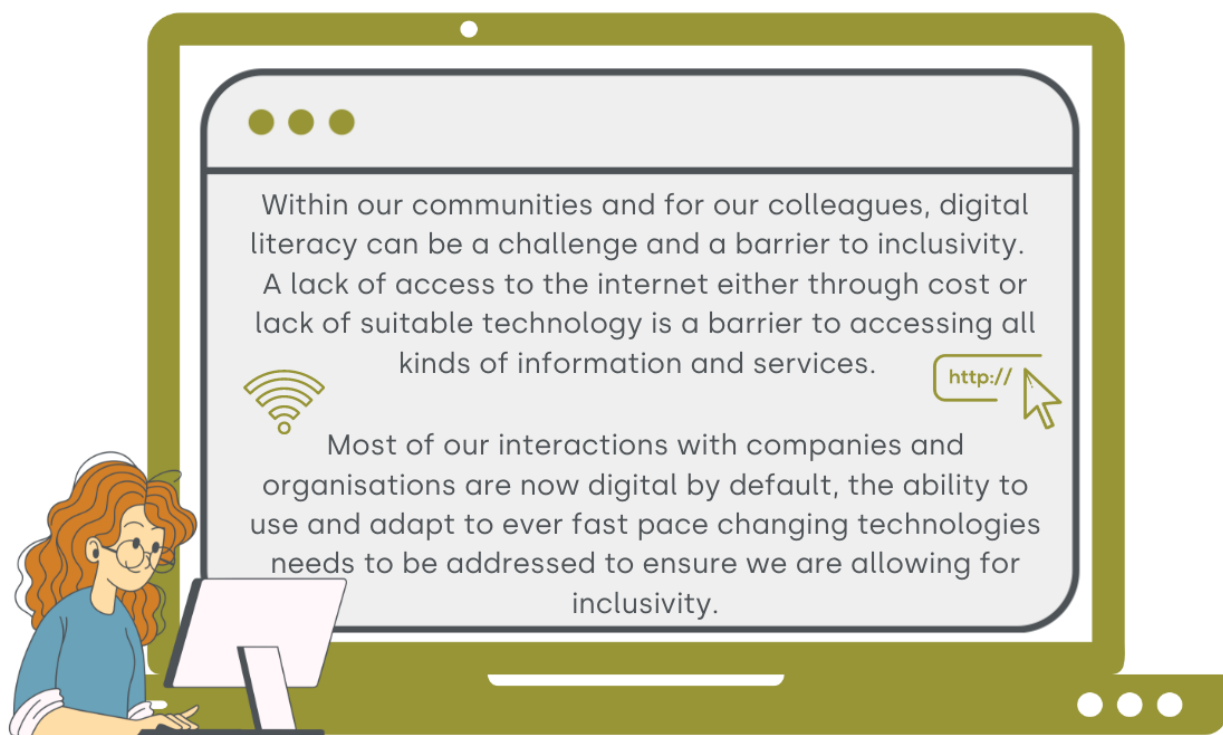 Within our communities and for our colleagues, digital
literacy can be a challenge and a barrier to inclusivity.
A lack of access to the internet either through cost or
lack of suitable technology is a barrier to accessing all
kinds of information and services.
http://
Most of our interactions with companies and
organisations are now digital by default, the ability to
use and adapt to ever fast pace changing technologies
needs to be addressed to ensure we are allowing for
inclusivity.